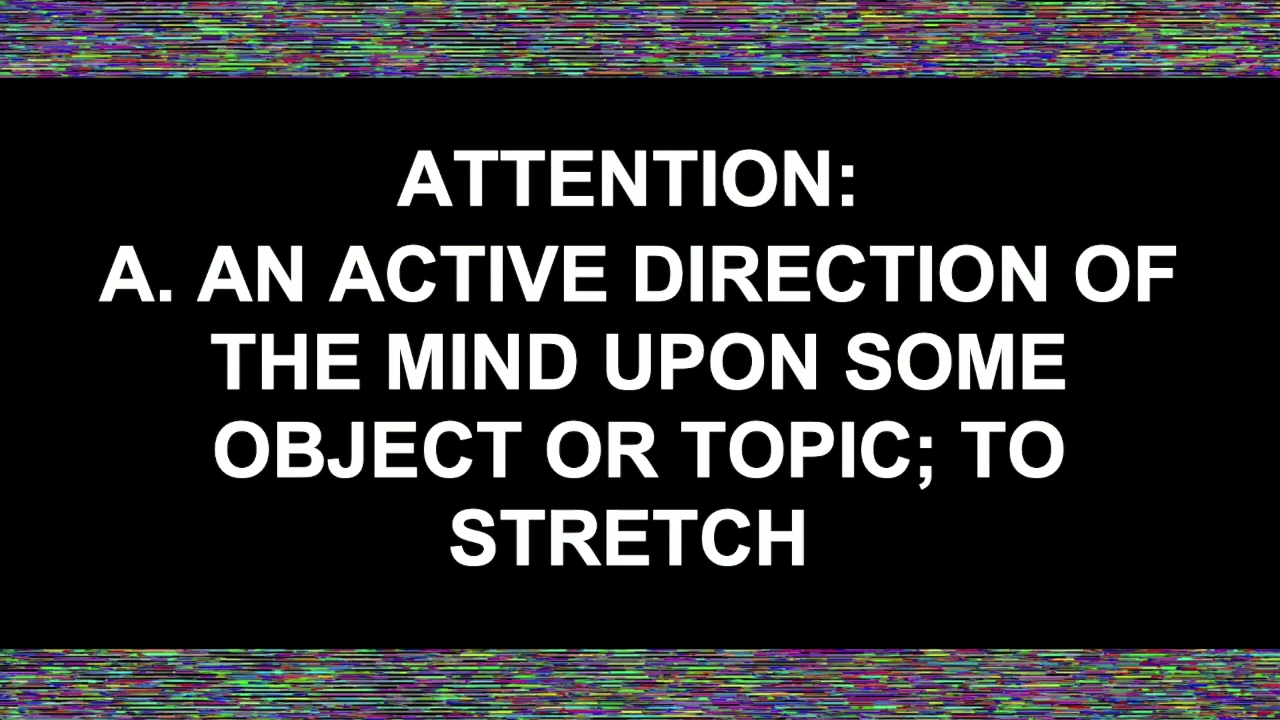 ATTENTION:
A. AN ACTIVE DIRECTION OF
THE MIND UPON SOME
OBJECT OR TOPIC; TO
STRETCH